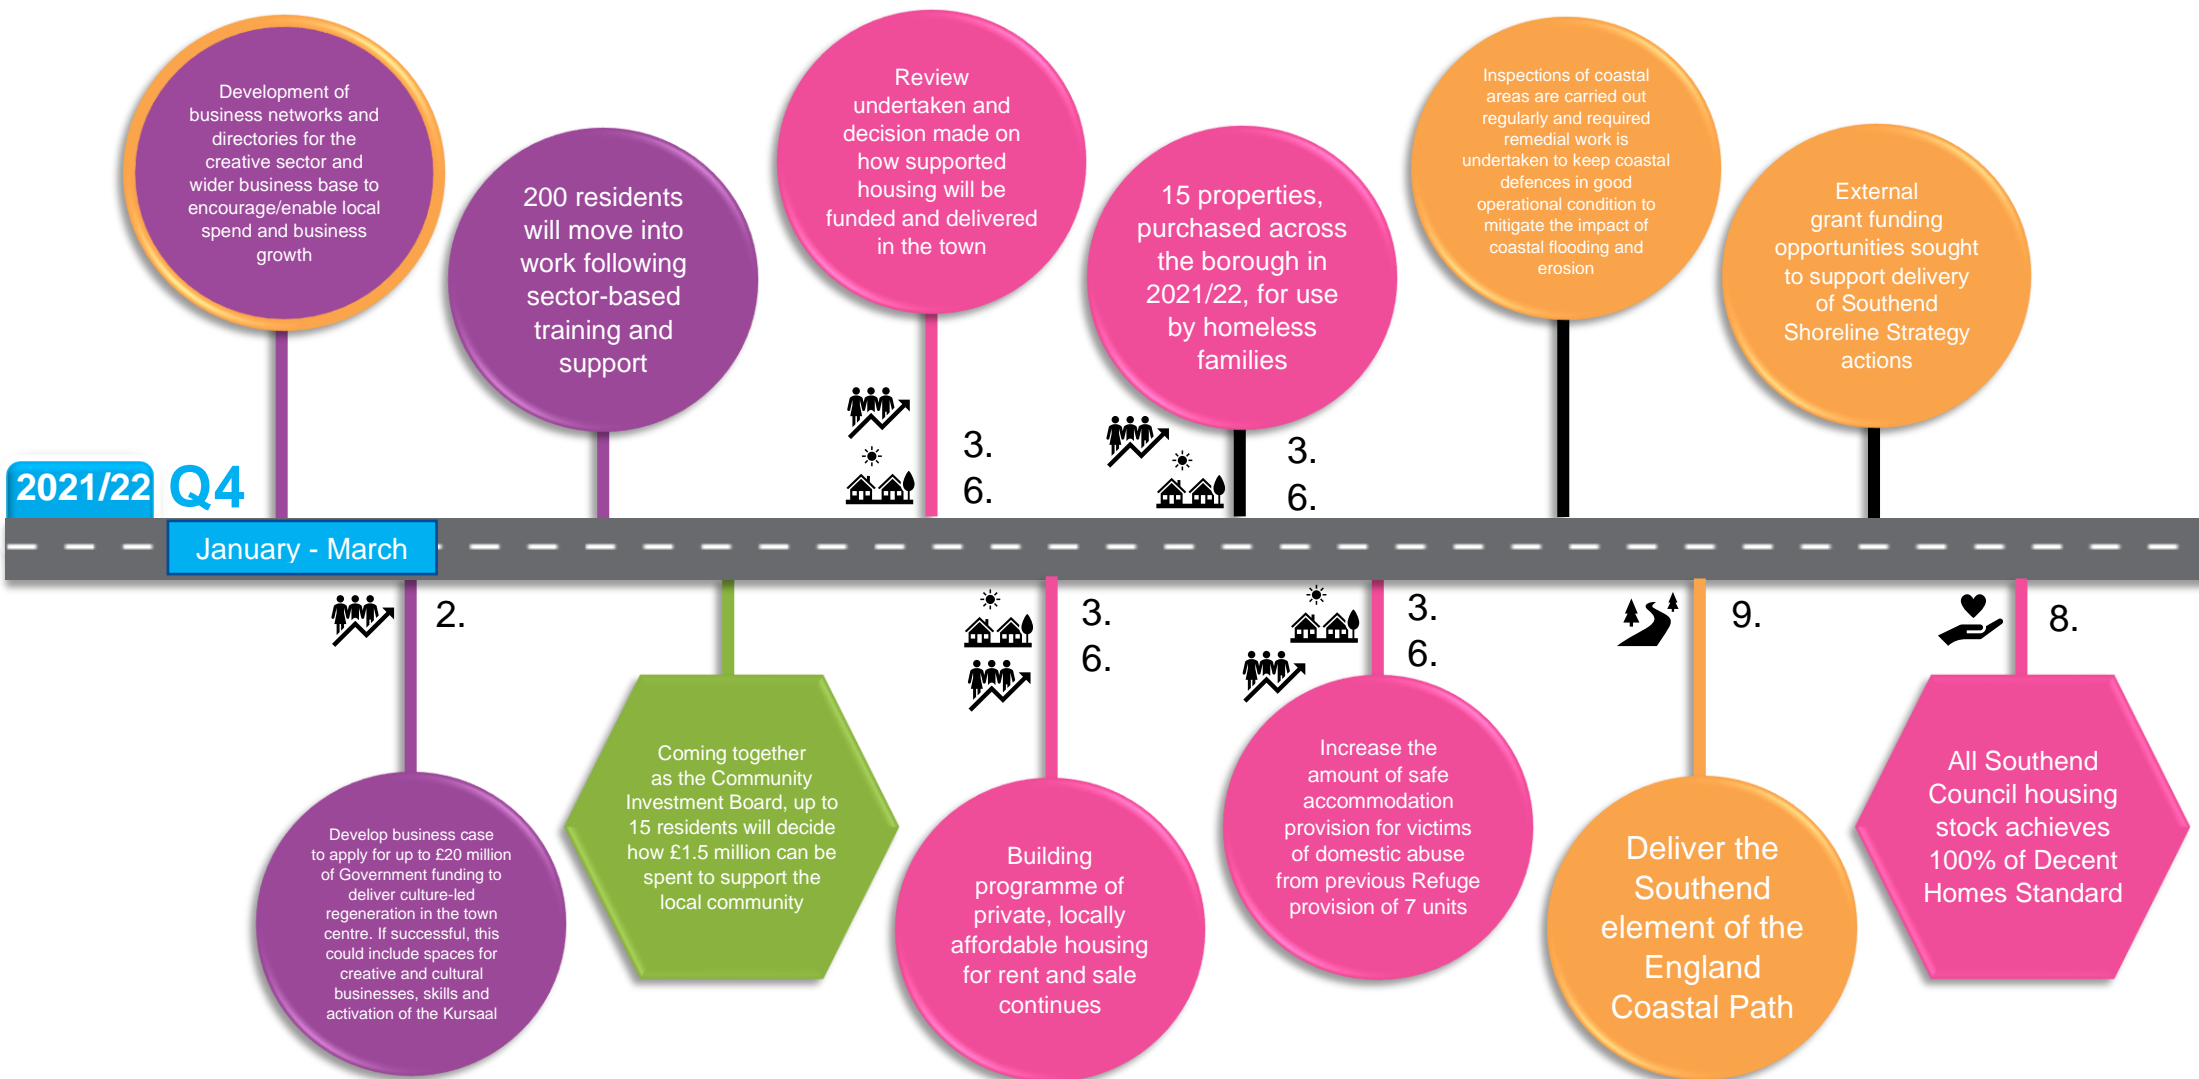 Development of
business networks and
directories for the
creative sector and
wider business base to
encourage/enable local
spend and business
growth
200 residents
will move into
work following
sector-based
training and
support
Review
undertaken and
decision made on
how supported
housing will be
funded and delivered
in the town
3.
6.
15 properties,
purchased across
the borough in
2021/22, for use
by homeless
families
3.
6.
Inspections of coastal
areas are carried out
regularly and required
remedial work is
undertaken to keep coastal
defences in good
operational condition to
mitigate the impact of
coastal flooding and
erosion
External
grant funding
opportunities sought
to support delivery
of Southend
Shoreline Strategy
actions
2021/22
Q4
January - March
2.
Develop business case
to apply for up to £20 million
of Government funding to
deliver culture-led
regeneration in the town
centre. If successful, this
could include spaces for
creative and cultural
businesses, skills and
activation of the Kursaal
Coming together
as the Community
Investment Board, up to
15 residents will decide
how £1.5 million can be
spent to support the
local community
3.
6.
Building
programme of
private, locally
affordable housing
for rent and sale
continues
3.
6.
Increase the
amount of safe
accommodation
provision for victims
of domestic abuse
from previous Refuge
provision of 7 units
9.
Deliver the
Southend
element of the
England
Coastal Path
8.
All Southend
Council housing
stock achieves
100% of Decent
Homes Standard